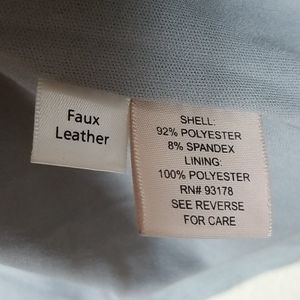 Faux
Leather
SHELL:
92% POLYESTER
8% SPANDEX
LINING:
100% POLYESTER
RN# 93178
SEE REVERSE
FOR CARE